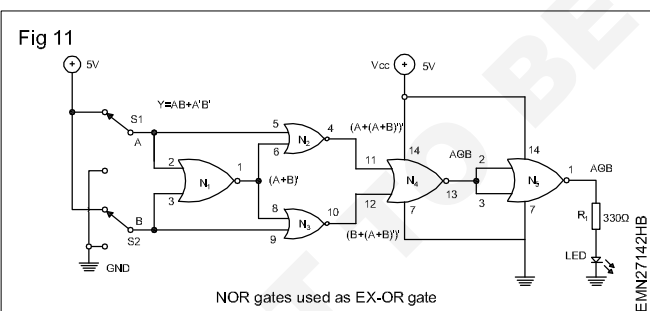 Fig 11
5V
Vcc
5V
Y=AB+A'B'
S1
A
5
6
N2
4
(A+(A+B)')'
14
14
2
3
N1
1
(A+B)'
11
12
N4
13
A⊙B
2
3
N5
1
A⊕B
8
9
N3
10
7
7
B
S2
(B+(A+B)')'
R1
330Ω
LED
GND
NOR gates used as EX-OR gate
EMN27142HB